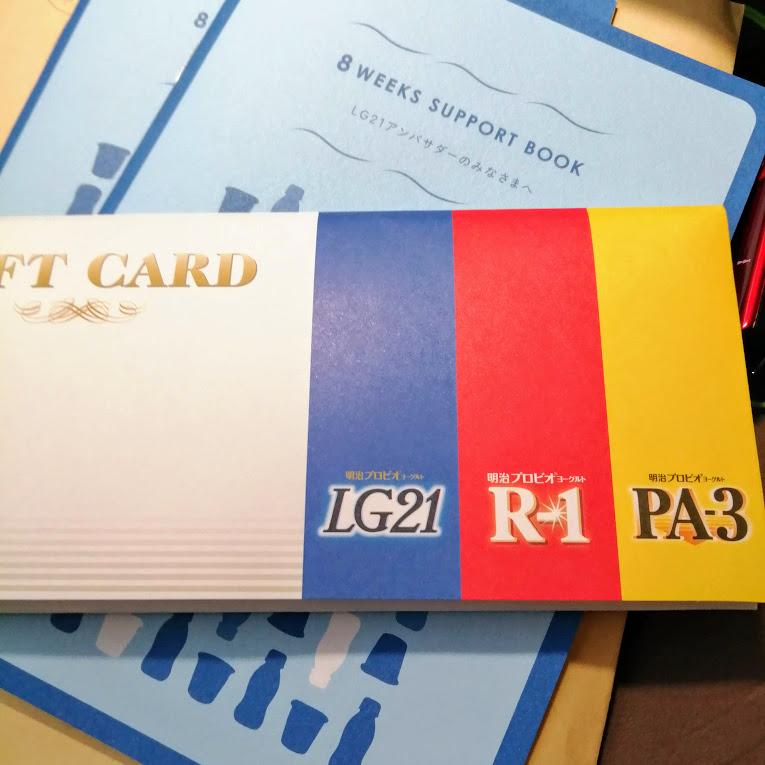 8
8 WEEKS SUPPORT BOOK
LG21アンバサダーのみなさまへ
FT CARD
明治プロビオヨーグルト
LG21
明治プロビオヨーグルト
R-1
明治プロビオヨーグルト
PA-3